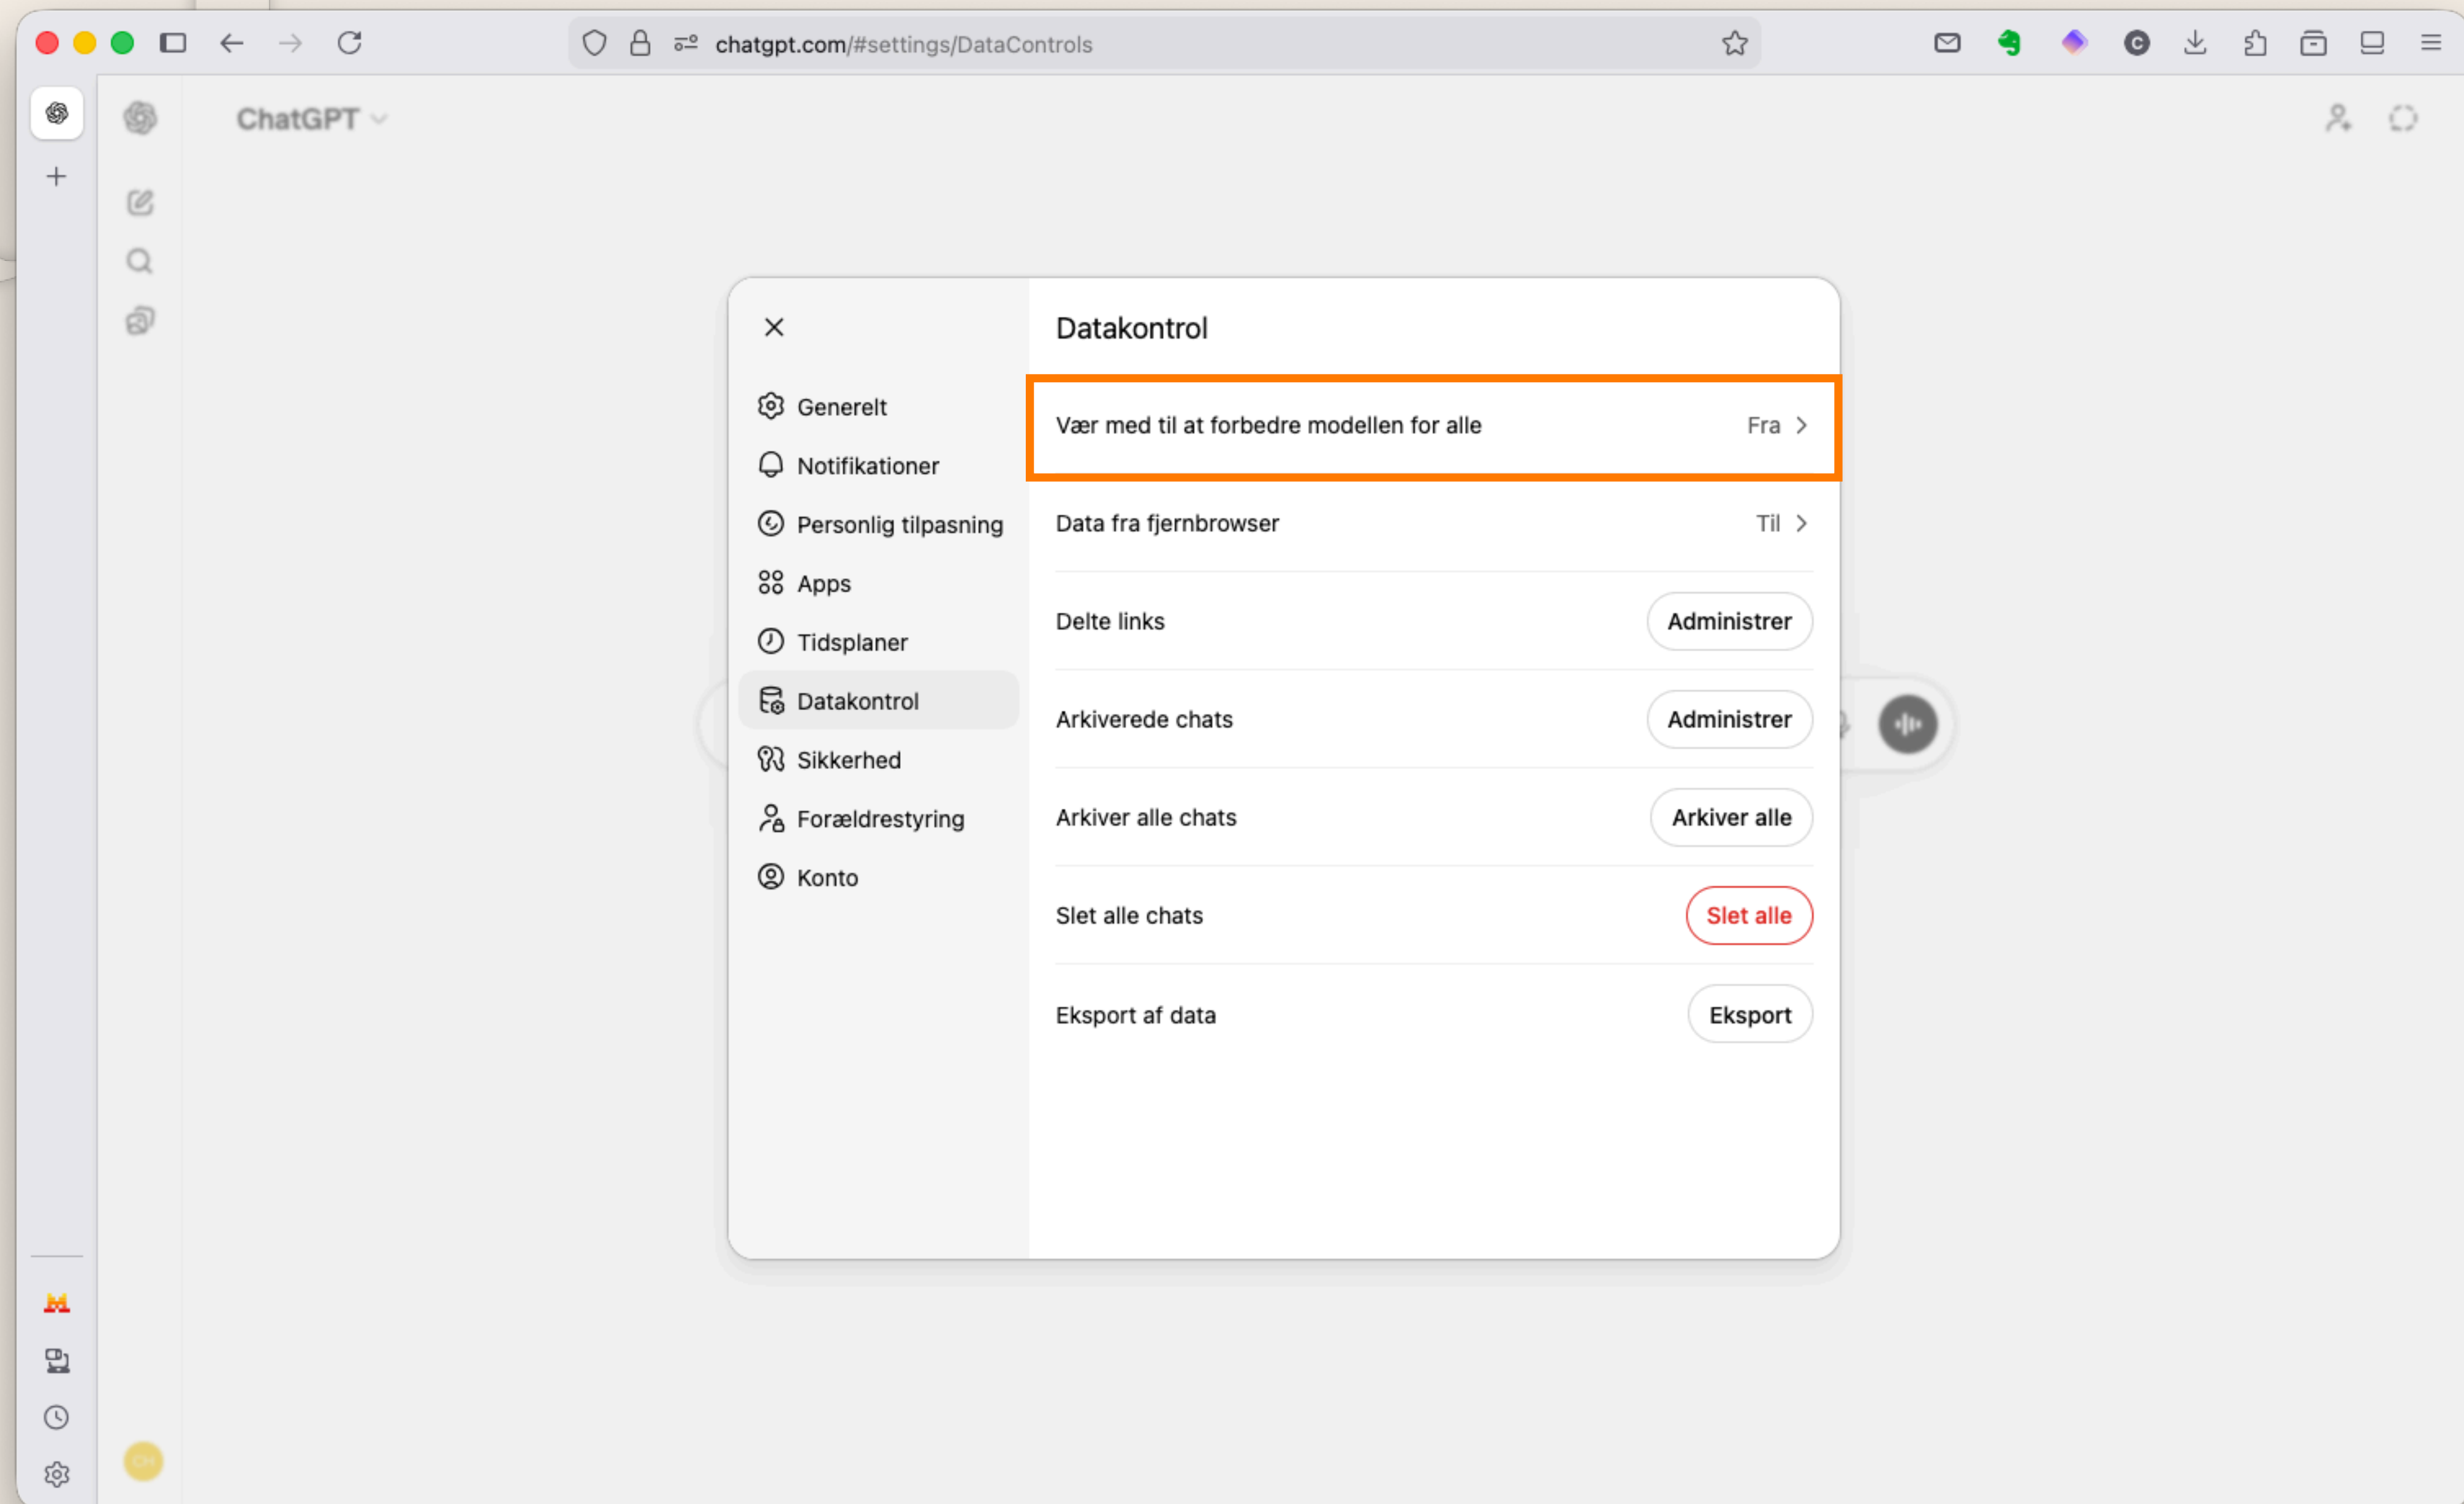 chatgpt.com/#settings/DataControls
ChatGPT
Datakontrol
Generelt
Notifikationer
Personlig tilpasning
Apps
Tidsplaner
Datakontrol
Sikkerhed
Forældrestyring
Konto
Vær med til at forbedre modellen for alle Fra
Data fra fjernbrowser Til
Delte links Administrer
Arkiverede chats Administrer
Arkiver alle chats Arkiver alle
Slet alle chats Slet alle
Eksport af data Eksport
CH